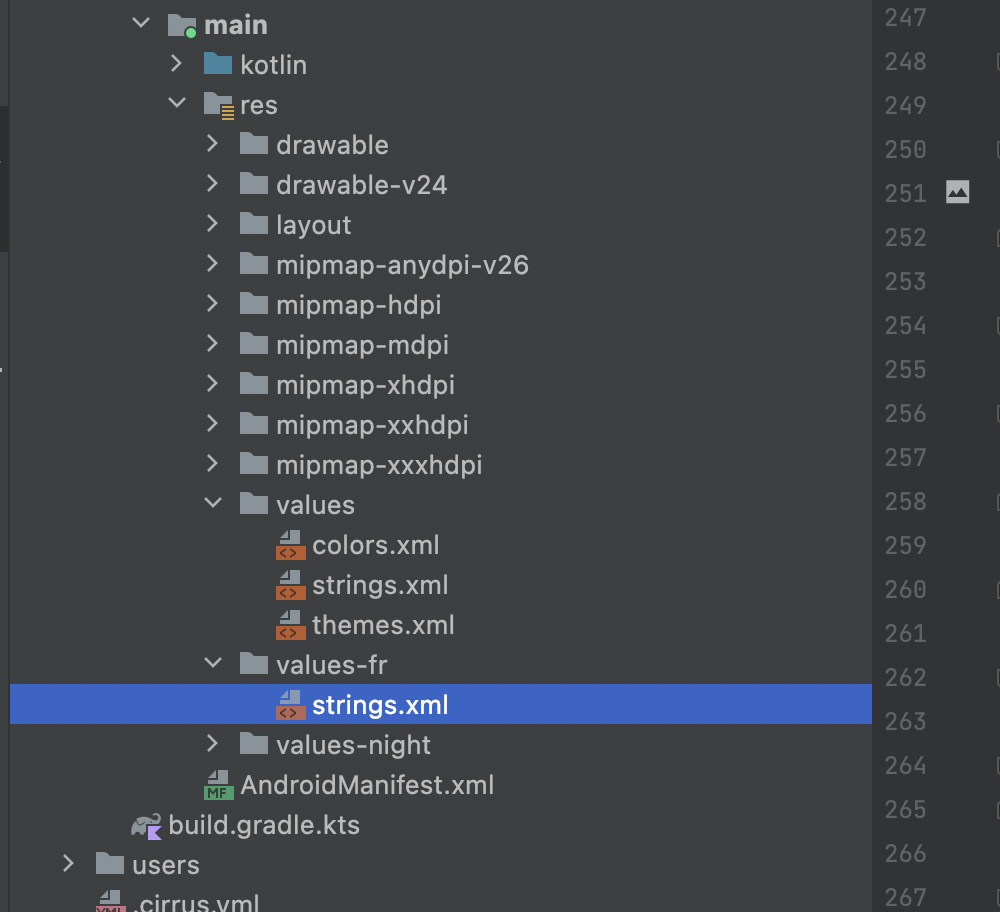 main
kotlin
res
drawable
drawable-v24
layout
mipmap-anydpi-v26
mipmap-hdpi
mipmap-mdpi
mipmap-xhdpi
mipmap-xxhdpi
mipmap-xxxhdpi
values
<> colors.xml
<> strings.xml
<> themes.xml
values-fr
<> strings.xml
values-night
MF AndroidManifest.xml
build.gradle.kts
users
YML .cirrus.yml
247
248
249
250
251
252
253
254
255
256
257
258
259
260
261
262
263
264
265
266
267